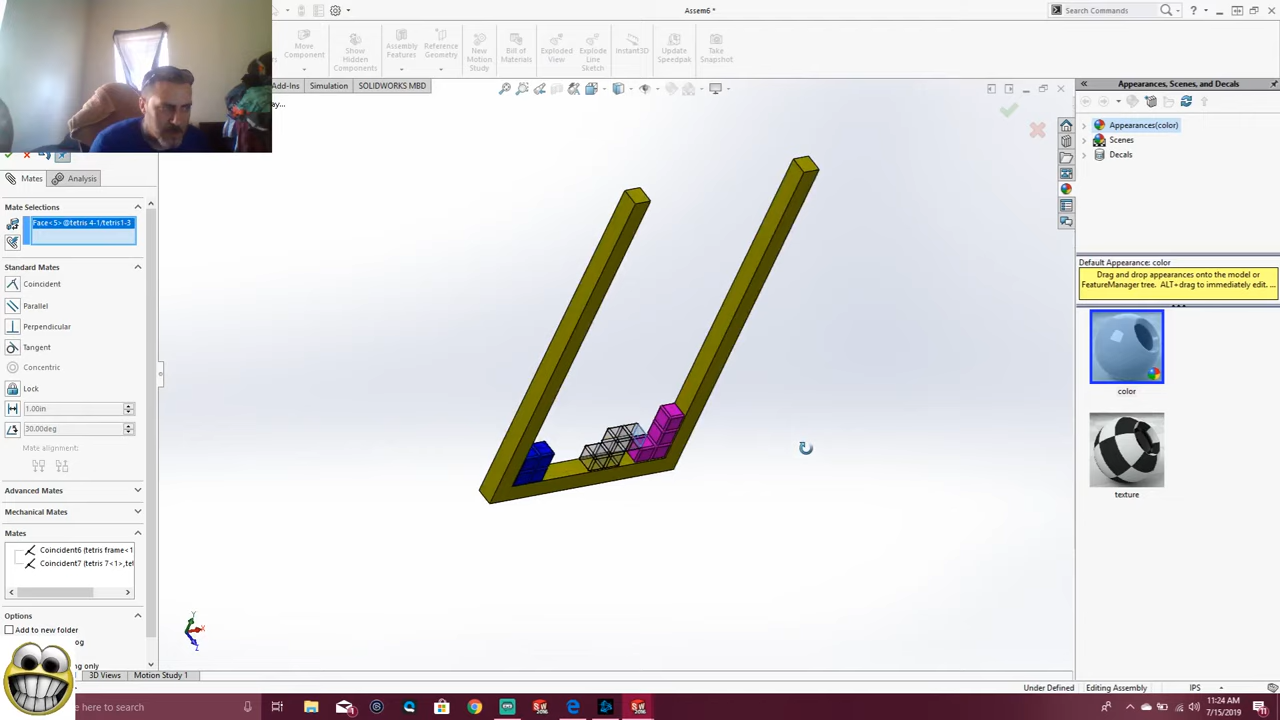 Assem6 *
Search Commands
Move Component
Show Hidden Components
Assembly Features
Reference Geometry
New Motion Study
Bill of Materials
Exploded View
Explode Line Sketch
Instant3D
Update Speedpak
Take Snapshot
Add-Ins
Simulation
SOLIDWORKS MBD
ay...
Mates
Analysis
Mate Selections
Face<5>@tetris 4-1/tetris1-3
Standard Mates
Coincident
Parallel
Perpendicular
Tangent
Concentric
Lock
1.00in
30.00deg
Mate alignment:
Advanced Mates
Mechanical Mates
Mates
Coincident6 (tetris frame<1
Coincident7 (tetris 7<1>,tet
Options
Add to new folder
og
ng only
3D Views
Motion Study 1
Y
X
Z
Appearances, Scenes, and Decals
Appearances(color)
Scenes
Decals
Default Appearance: color
Drag and drop appearances onto the model or
FeatureManager tree. ALT+drag to immediately edit. ...
color
texture
Under Defined
Editing Assembly
IPS
here to search
11:24 AM
7/15/2019